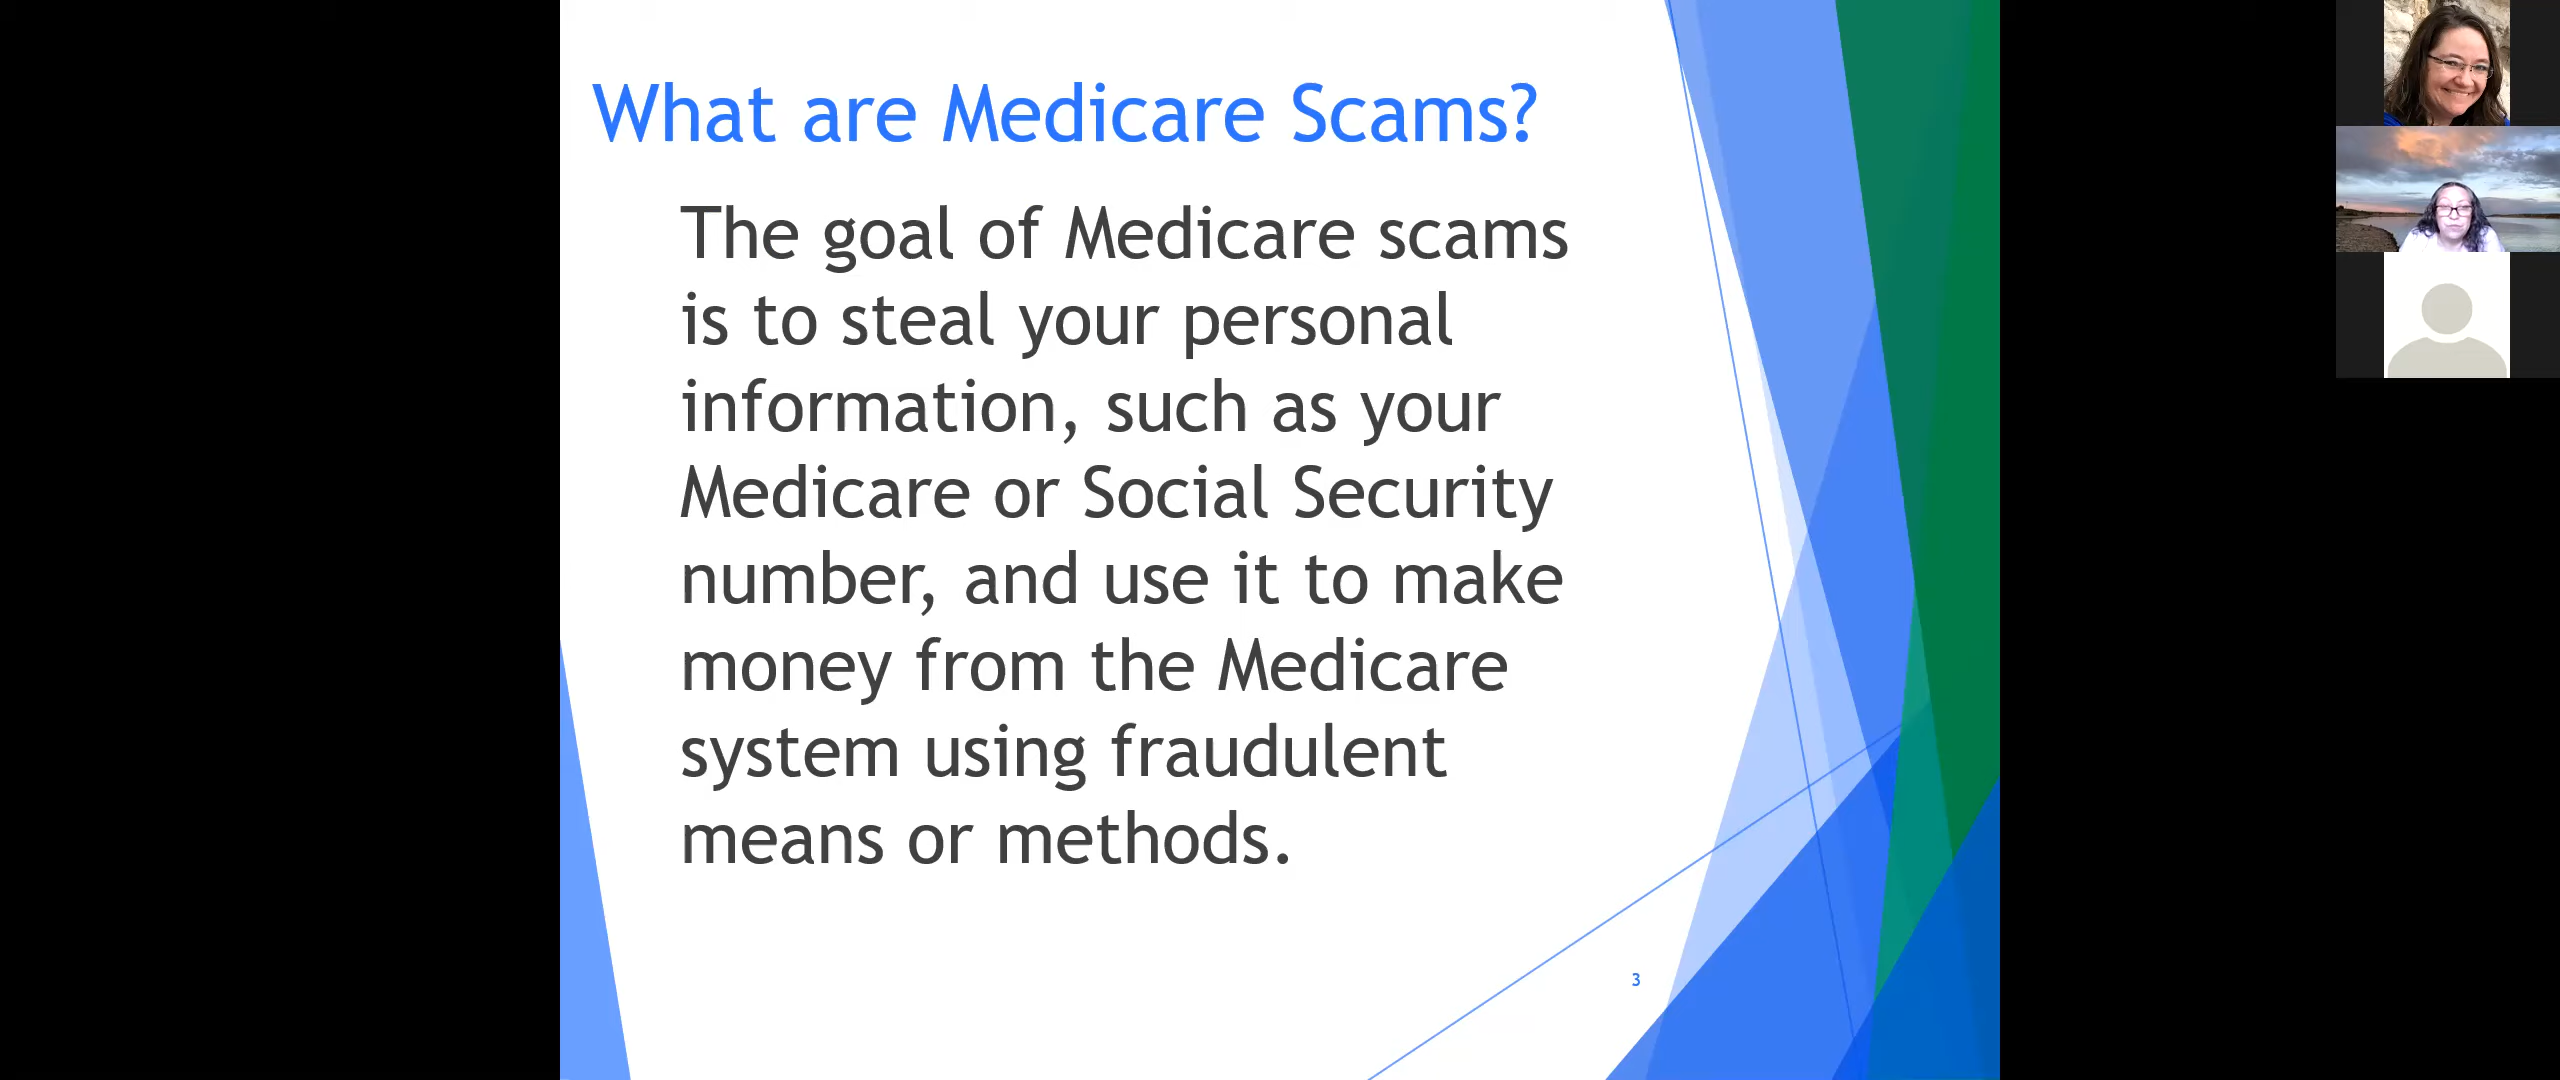 What are Medicare Scams?
The goal of Medicare scams
is to steal your personal
information, such as your
Medicare or Social Security
number, and use it to make
money from the Medicare
system using fraudulent
means or methods.
3